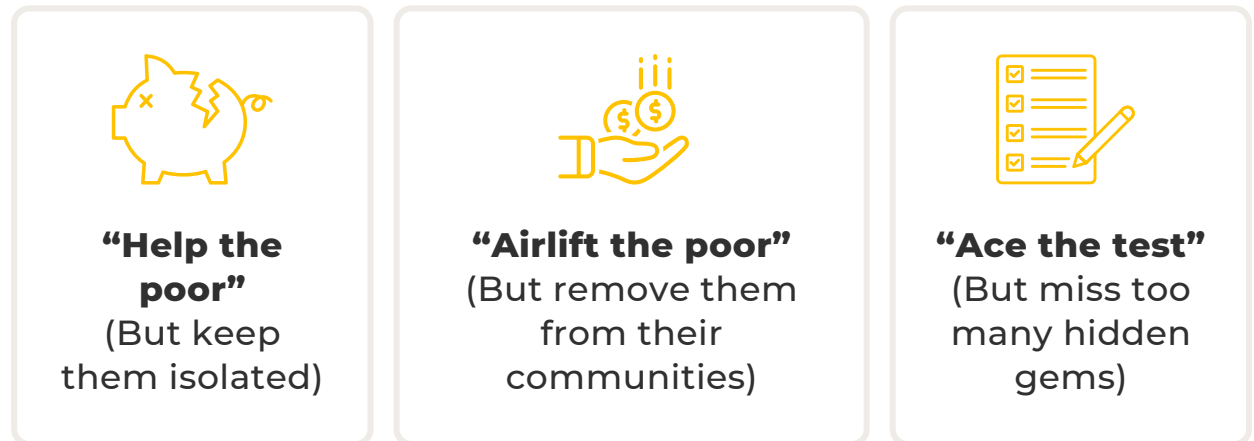 “Help the
poor”
(But keep
them isolated)
“Airlift the poor”
(But remove them
from their
communities)
“Ace the test”
(But miss too
many hidden
gems)